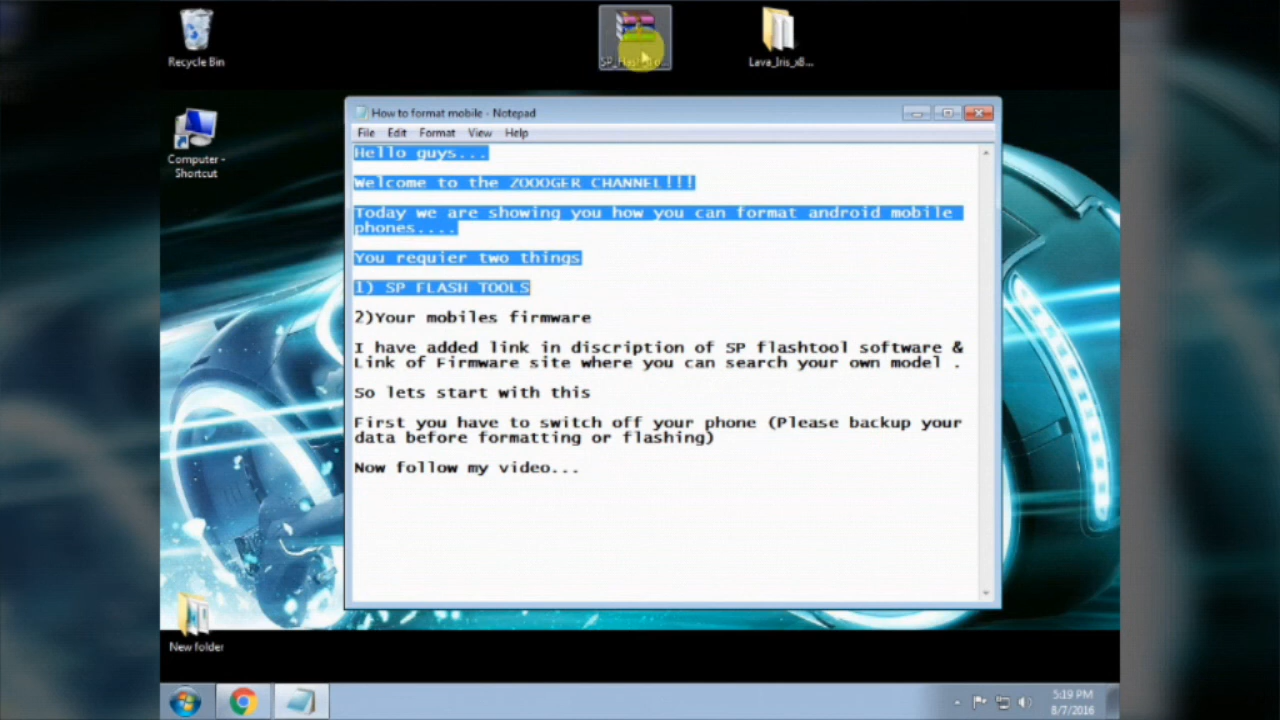 Recycle Bin
Lava_Iris_x8...
Computer -
Shortcut
How to format mobile - Notepad
File Edit Format View Help
Hello guys...
Welcome to the ZOOOGER CHANNEL!!!
Today we are showing you how you can format android mobile
phones....
You requier two things
1) SP FLASH TOOLS
2)Your mobiles firmware
I have added link in discription of SP flashtool software &
Link of Firmware site where you can search your own model .
So lets start with this
First you have to switch off your phone (Please backup your
data before formatting or flashing)
Now follow my video...
New folder
5:19 PM
8/7/2016